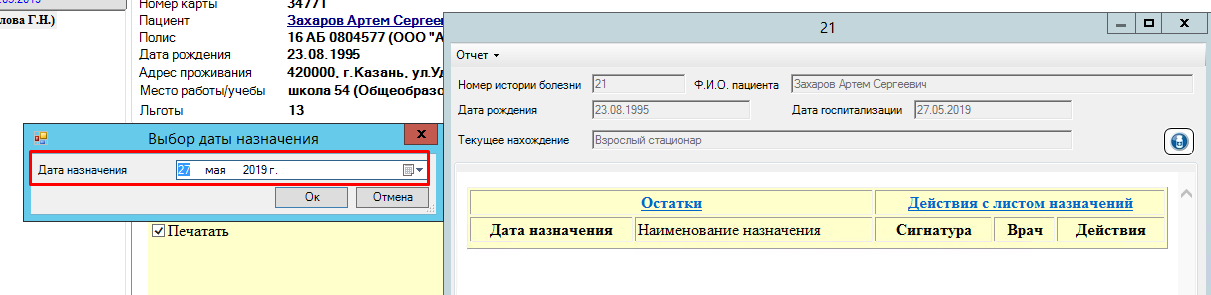 .05.2019
лова Г.Н.)
Номер карты 34771
Пациент Захаров Артем Сергеев
Полис 16 АБ 0804577 (ООО "А
Дата рождения 23.08.1995
Адрес проживания 420000, г.Казань, ул.Уд
Место работы/учебы школа 54 (Общеобразо
Льготы 13
Выбор даты назначения x
Дата назначения 27 мая 2019 г.
Ок Отмена
Печатать
21
Отчет
Номер истории болезни 21 Ф.И.О. пациента Захаров Артем Сергеевич
Дата рождения 23.08.1995 Дата госпитализации 27.05.2019
Текущее нахождение Взрослый стационар
Остатки Действия с листом назначений
Дата назначения Наименование назначения Сигнатура Врач Действия